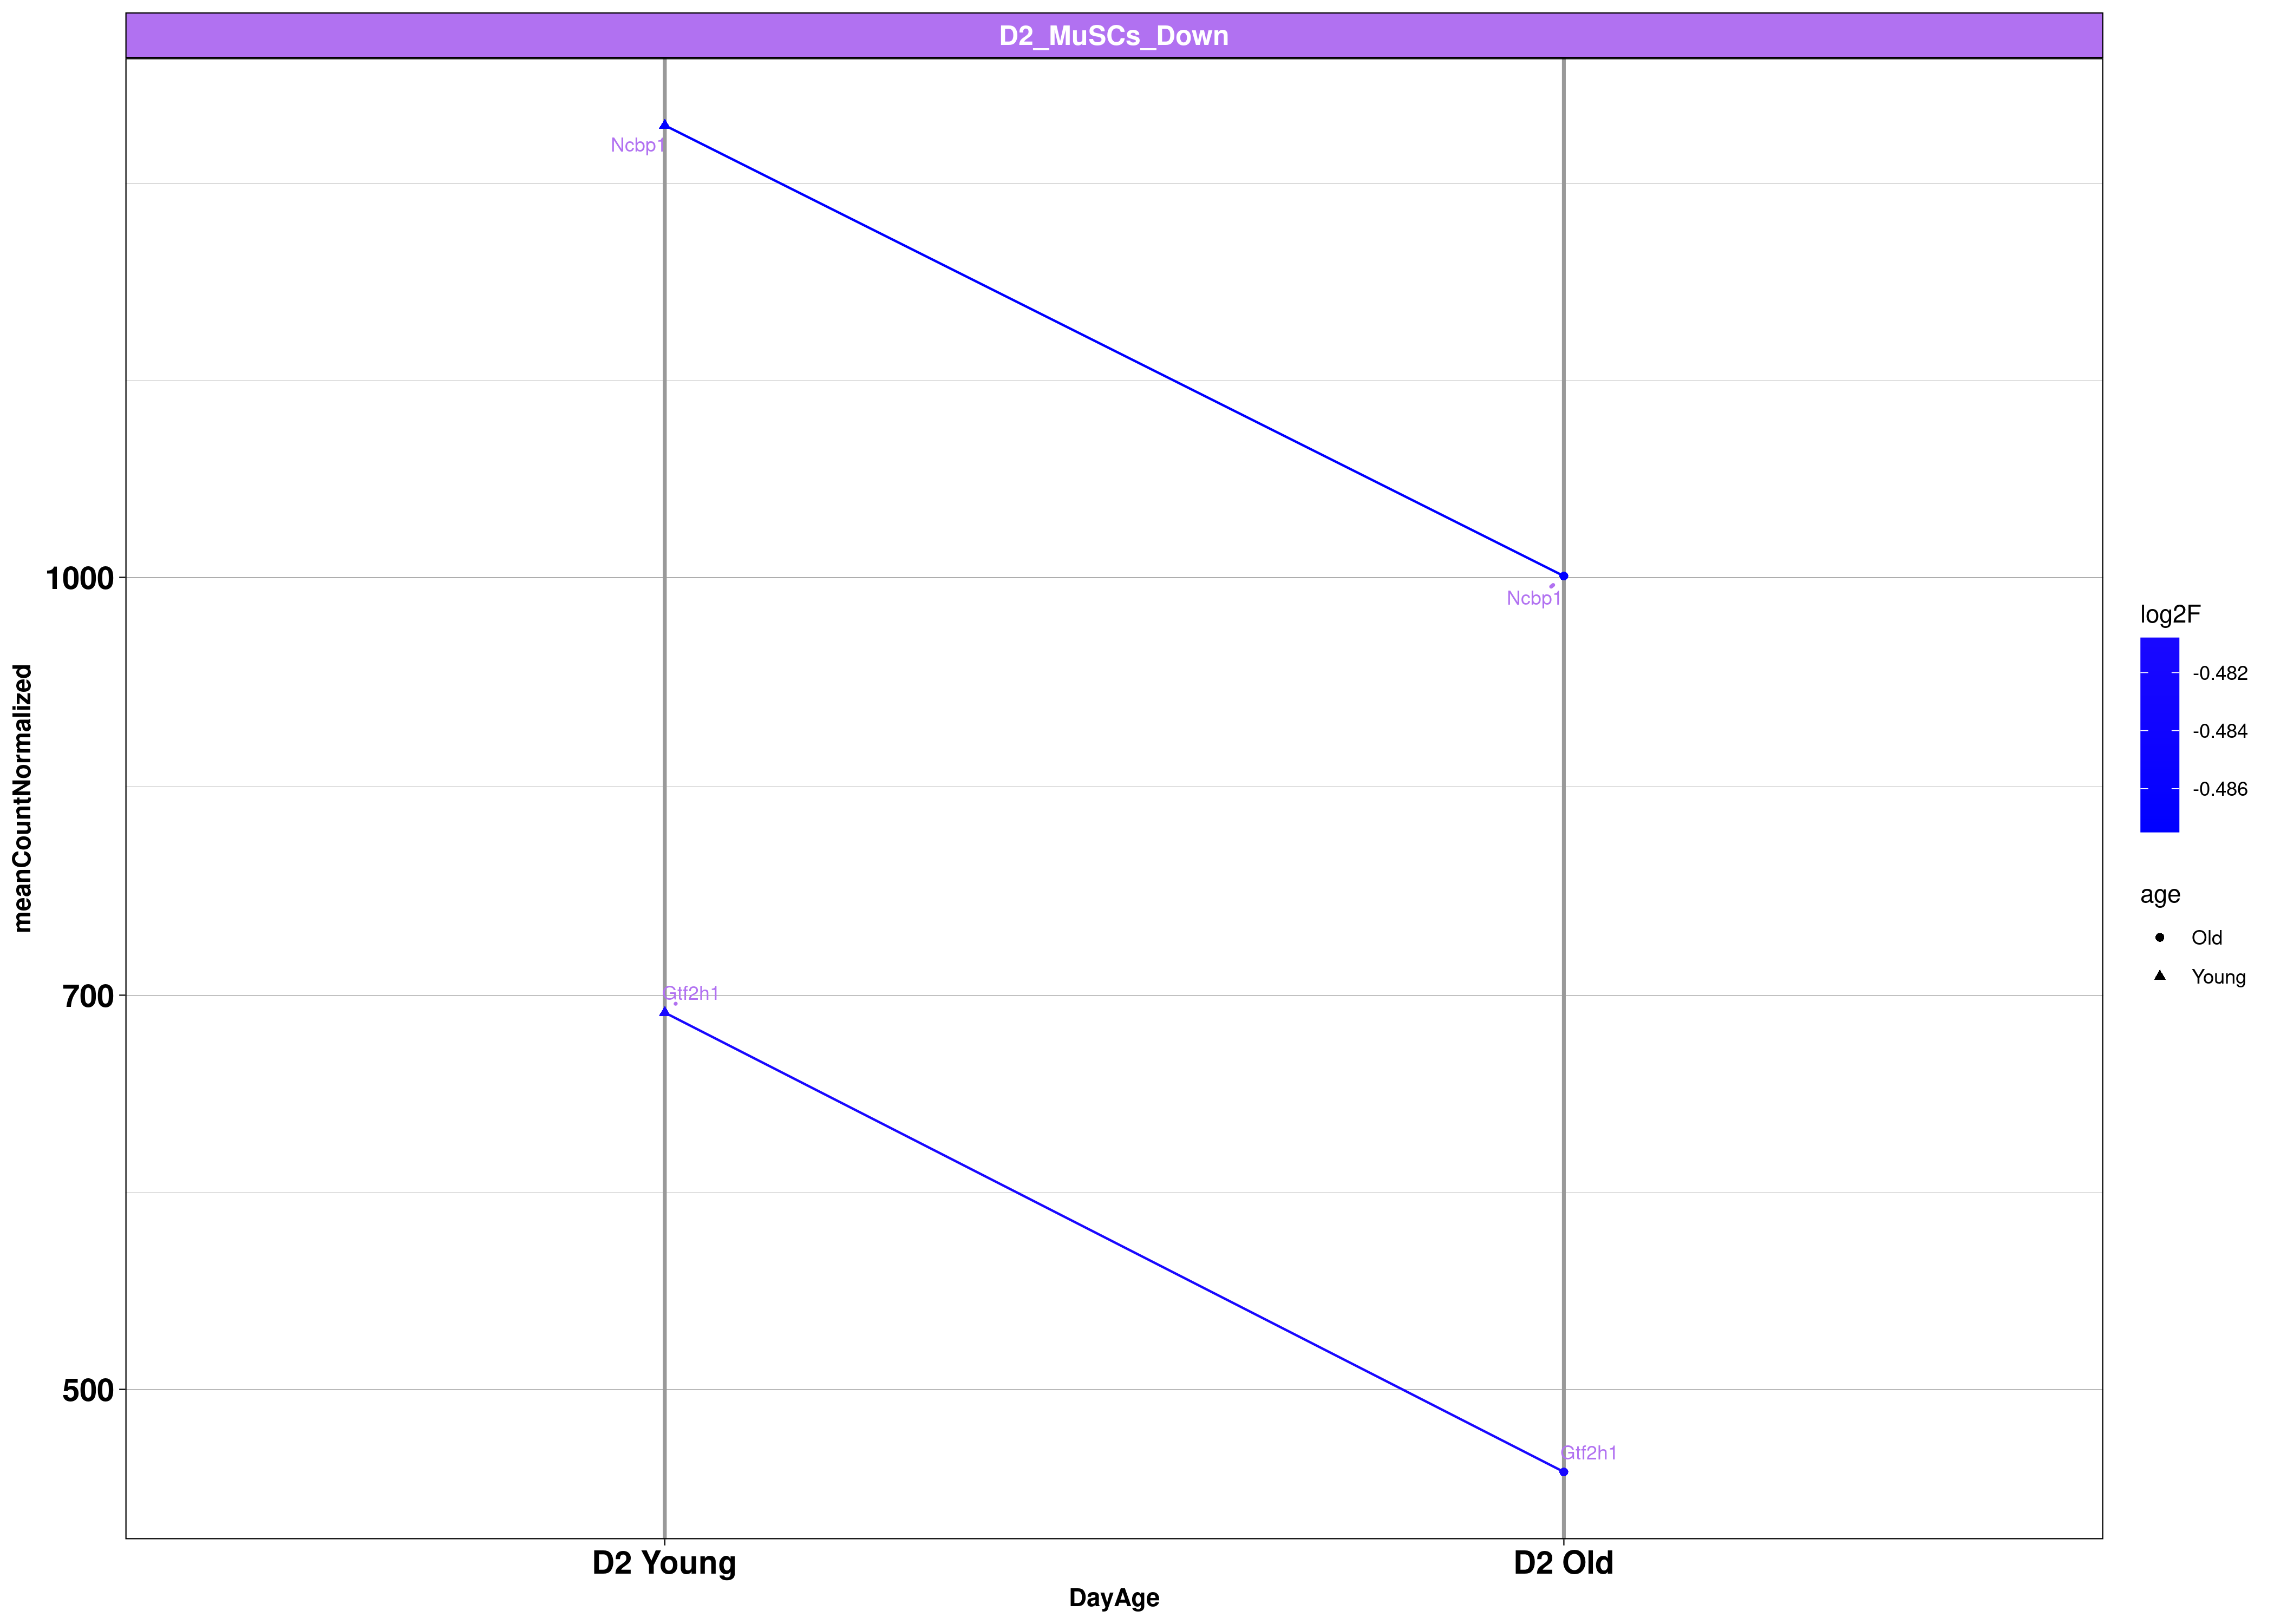 D2_MuSCs_Down
Ncbp1
1000
Ncbp1
meanCountNormalized
700
Gtf2h1
500
Gtf2h1
D2 Young
D2 Old
DayAge
log2F
-0.482
-0.484
-0.486
age
Old
Young